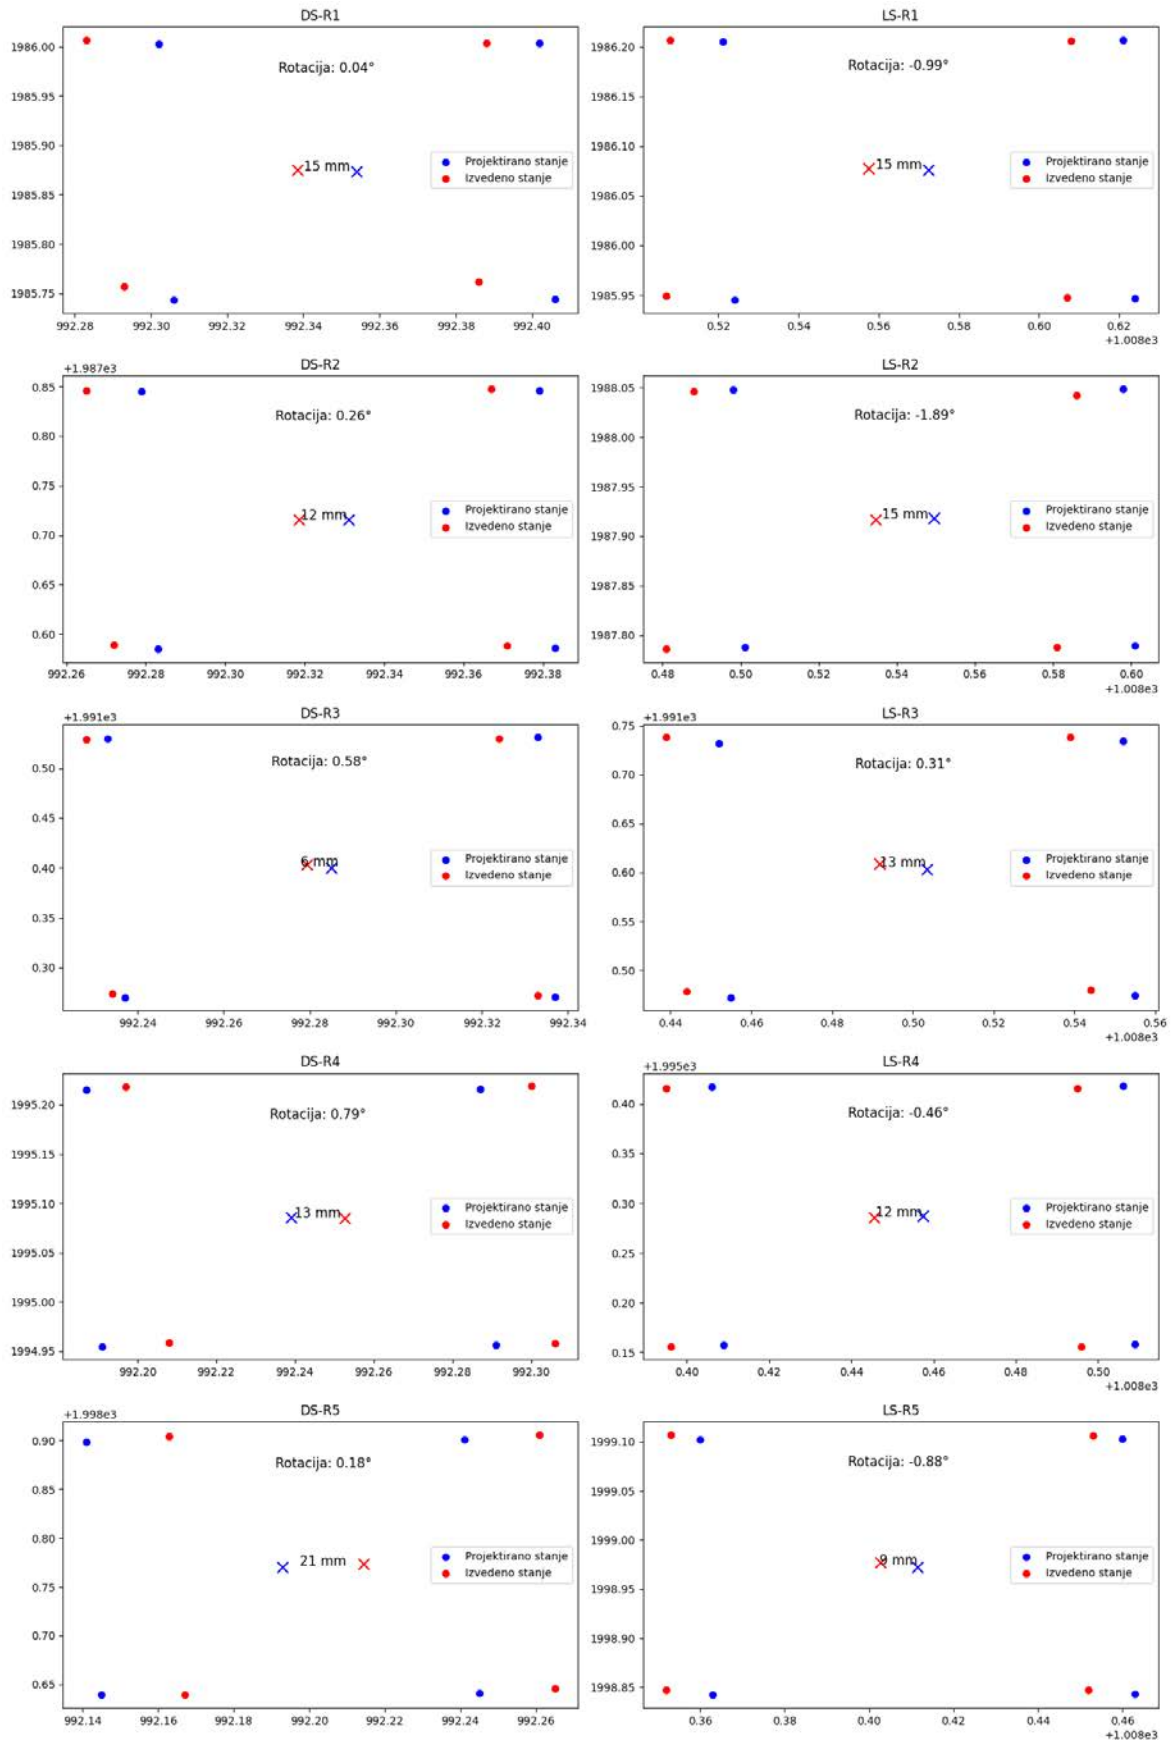 DS-R1
1986.00
1985.95
1985.90
1985.85
1985.80
1985.75
Rotacija: 0.04°
15 mm
Projektirano stanje
Izvedeno stanje
992.28 992.30 992.32 992.34 992.36 992.38 992.40
LS-R1
1986.20
1986.15
1986.10
1986.05
1986.00
1985.95
Rotacija: -0.99°
15 mm
Projektirano stanje
Izvedeno stanje
0.52 0.54 0.56 0.58 0.60 0.62
+1.008e3
DS-R2
+1.987e3
0.85
0.80
0.75
0.70
0.65
0.60
Rotacija: 0.26°
12 mm
Projektirano stanje
Izvedeno stanje
992.26 992.28 992.30 992.32 992.34 992.36 992.38
LS-R2
1988.05
1988.00
1987.95
1987.90
1987.85
1987.80
Rotacija: -1.89°
15 mm
Projektirano stanje
Izvedeno stanje
0.48 0.50 0.52 0.54 0.56 0.58 0.60
+1.008e3
DS-R3
+1.991e3
0.50
0.45
0.40
0.35
0.30
Rotacija: 0.58°
6 mm
Projektirano stanje
Izvedeno stanje
992.24 992.26 992.28 992.30 992.32 992.34
LS-R3
+1.991e3
0.75
0.70
0.65
0.60
0.55
0.50
Rotacija: 0.31°
13 mm
Projektirano stanje
Izvedeno stanje
0.44 0.46 0.48 0.50 0.52 0.54 0.56
+1.008e3
DS-R4
1995.20
1995.15
1995.10
1995.05
1995.00
1994.95
Rotacija: 0.79°
13 mm
Projektirano stanje
Izvedeno stanje
992.20 992.22 992.24 992.26 992.28 992.30
LS-R4
+1.995e3
0.40
0.35
0.30
0.25
0.20
0.15
Rotacija: -0.46°
12 mm
Projektirano stanje
Izvedeno stanje
0.40 0.42 0.44 0.46 0.48 0.50
+1.008e3
DS-R5
+1.998e3
0.90
0.85
0.80
0.75
0.70
0.65
Rotacija: 0.18°
21 mm
Projektirano stanje
Izvedeno stanje
992.14 992.16 992.18 992.20 992.22 992.24 992.26
LS-R5
1999.10
1999.05
1999.00
1998.95
1998.90
1998.85
Rotacija: -0.88°
9 mm
Projektirano stanje
Izvedeno stanje
0.36 0.38 0.40 0.42 0.44 0.46
+1.008e3